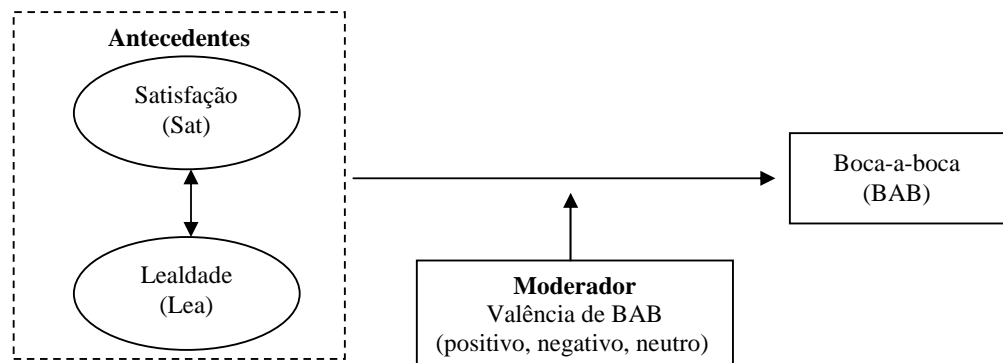 Antecedentes
Satisfação
(Sat)
Lealdade
(Lea)
Boca-a-boca
(BAB)
Moderador
Valência de BAB
(positivo, negativo, neutro)